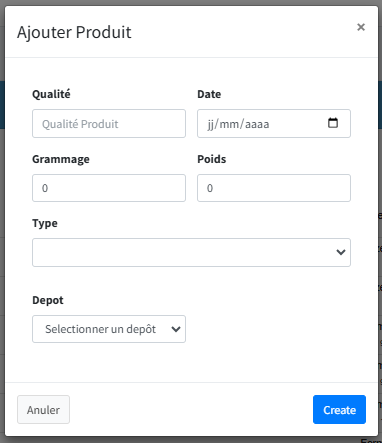 Ajouter Produit ×
Qualité Date
Qualité Produit jj/mm/aaaa
Grammage Poids
0 0
Type
Depot
Selectionner un depôt
Anuler Create